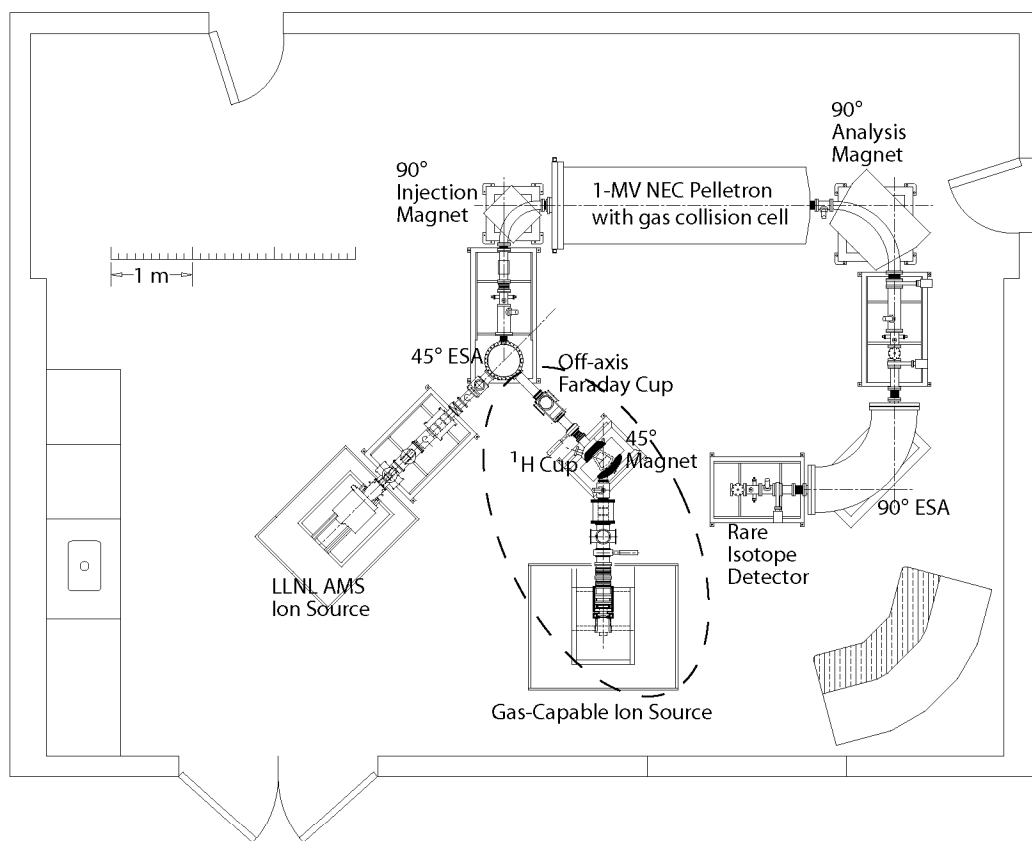 90°
Analysis
Magnet
90°
Injection
Magnet
1-MV NEC Pelletron
with gas collision cell
1 m
45° ESA
Off-axis
Faraday Cup
¹H Cup
45°
Magnet
90° ESA
Rare
Isotope
Detector
LLNL AMS
Ion Source
Gas-Capable Ion Source